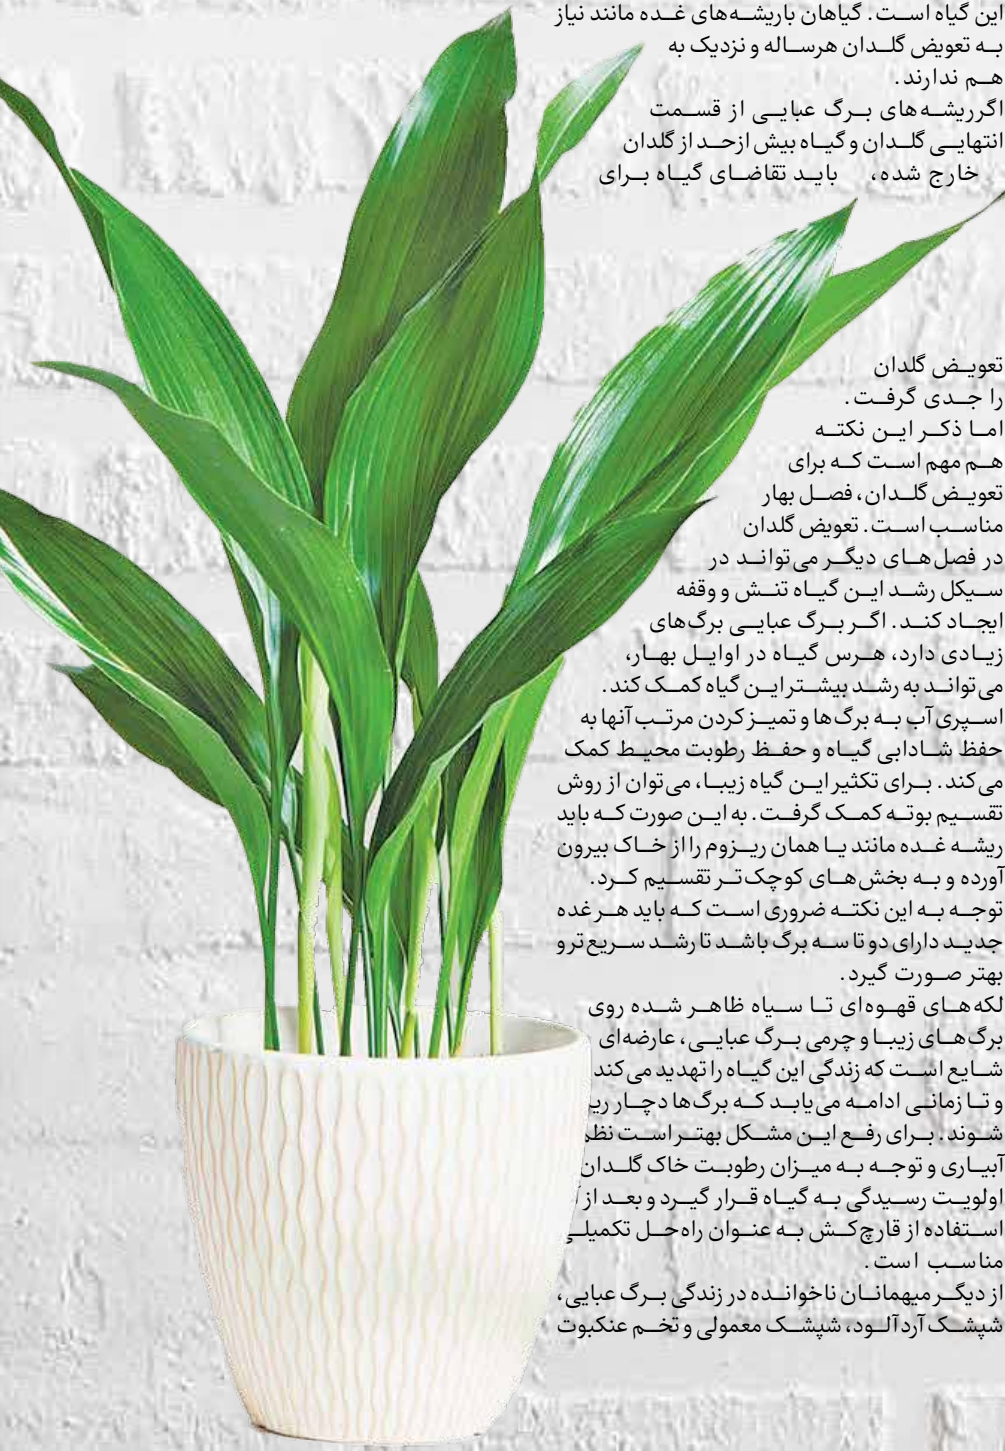 این گیاه است. گیاهان باریشه‌های غده مانند نیاز
به تعویض گلدان هرساله و نزدیک به
هم ندارند.
اگرریشه‌های برگ عبایی از قسمت
انتهایی گلدان و گیاه بیش ازحد از گلدان
خارج شده، باید تقاضای گیاه برای
تعویض گلدان
را جدی گرفت.
اما ذکر این نکته
هم مهم است که برای
تعویض گلدان، فصل بهار
مناسب است. تعویض گلدان
در فصل‌های دیگر می‌تواند در
سیکل رشد این گیاه تنش و وقفه
ایجاد کند. اگر برگ عبایی برگ‌های
زیادی دارد، هرس گیاه در اوایل بهار،
می‌تواند به رشد بیشتر این گیاه کمک کند.
اسپری آب به برگ‌ها و تمیز کردن مرتب آنها به
حفظ شادابی گیاه و حفظ رطوبت محیط کمک
می‌کند. برای تکثیر این گیاه زیبا، می‌توان از روش
تقسیم بوته کمک گرفت. به این صورت که باید
ریشه غده مانند یا همان ریزوم را از خاک بیرون
آورده و به بخش‌های کوچک‌تر تقسیم کرد.
توجه به این نکته ضروری است که باید هر غده
جدید دارای دو تا سه برگ باشد تا رشد سریع‌تر و
بهتر صورت گیرد.
لکه‌های قهوه‌ای تا سیاه ظاهر شده روی
برگ‌های زیبا و چرمی برگ عبایی، عارضه‌ای
شایع است که زندگی این گیاه را تهدید می‌کند
و تا زمانی ادامه می‌یابد که برگ‌ها دچار
شوند. برای رفع این مشکل بهتر است
آبیاری و توجه به میزان رطوبت خاک گلدان
اولویت رسیدگی به گیاه قرار گیرد و بعد از
استفاده از قارچ‌کش به عنوان راه‌حل تکمیلی
مناسب است.
از دیگر میهمانان ناخوانده در زندگی برگ عبایی،
شپشک آردآلود، شپشک معمولی و تخم عنکبوت